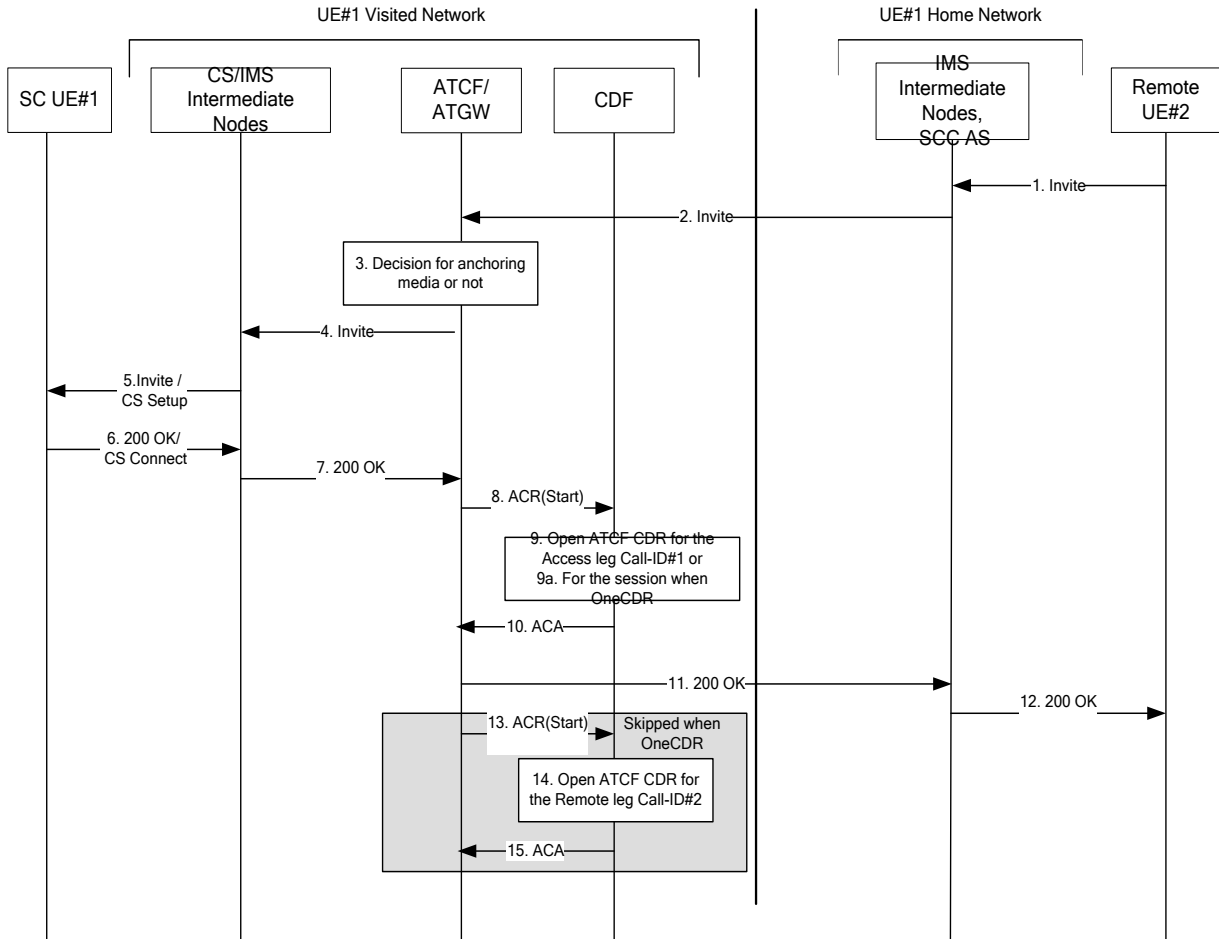 UE#1 Visited Network
UE#1 Home Network
SC UE#1
CS/IMS
Intermediate
Nodes
ATCF/
ATGW
CDF
IMS
Intermediate
Nodes,
SCC AS
Remote
UE#2
1. Invite
2. Invite
3. Decision for anchoring
media or not
4. Invite
5.Invite /
CS Setup
6. 200 OK/
CS Connect
7. 200 OK
8. ACR(Start)
9. Open ATCF CDR for the
Access leg Call-ID#1 or
9a. For the session when
OneCDR
10. ACA
11. 200 OK
12. 200 OK
13. ACR(Start)
Skipped when
OneCDR
14. Open ATCF CDR for
the Remote leg Call-ID#2
15. ACA